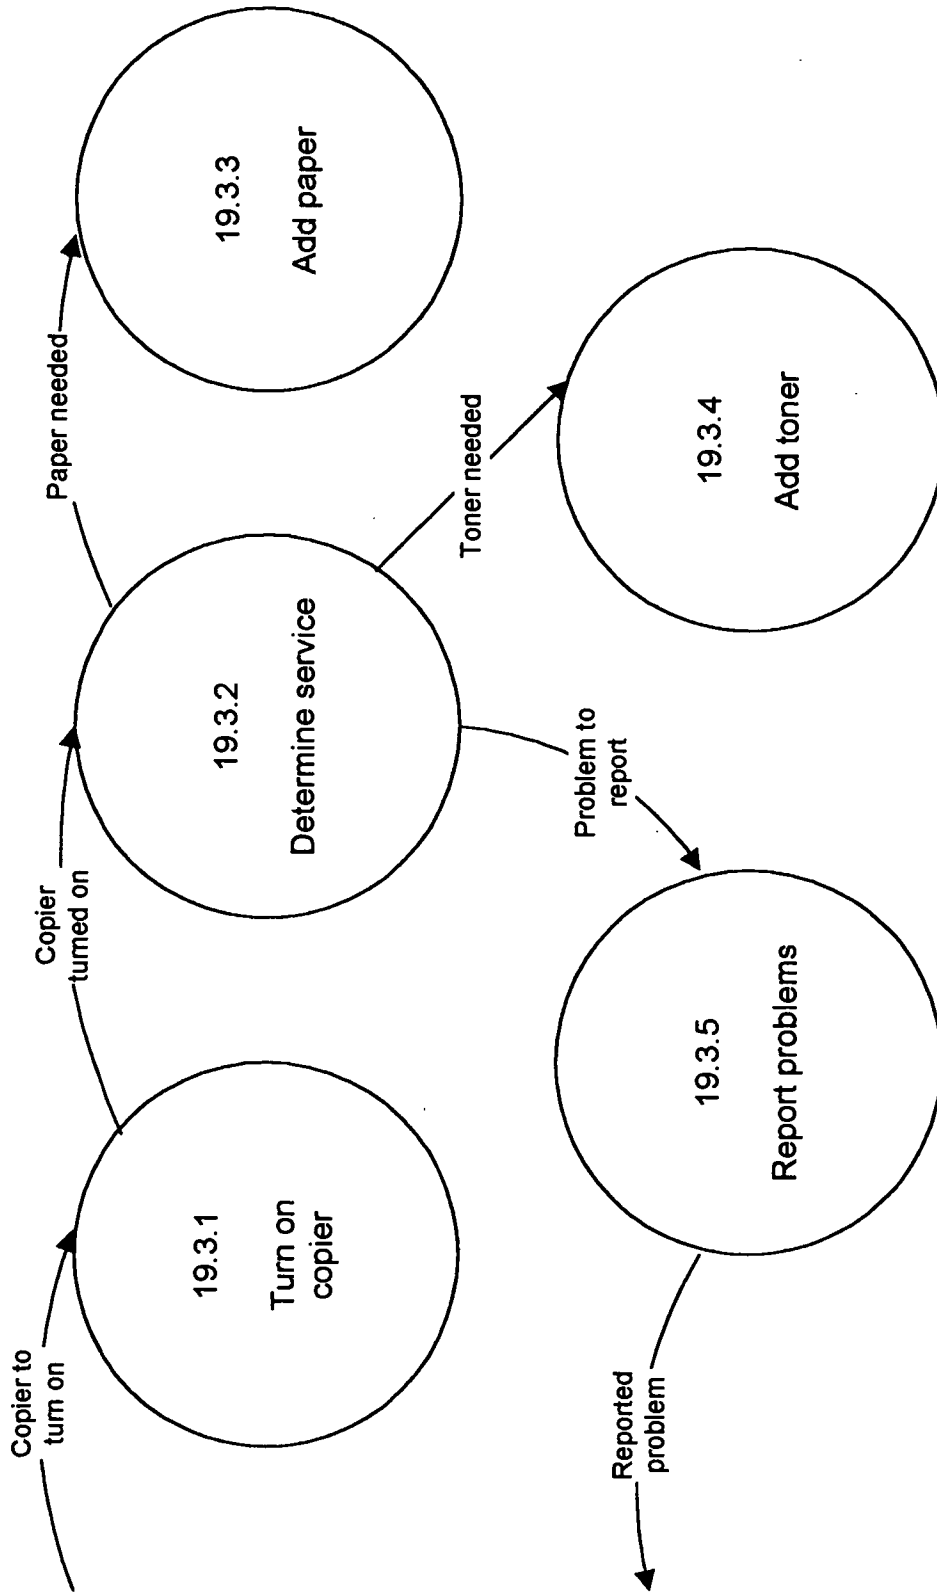 Copier to
turn on
19.3.1
Turn on
copier
Copier
turned on
19.3.2
Determine service
Paper needed
19.3.3
Add paper
Toner needed
19.3.4
Add toner
Problem to
report
19.3.5
Report problems
Reported
problem